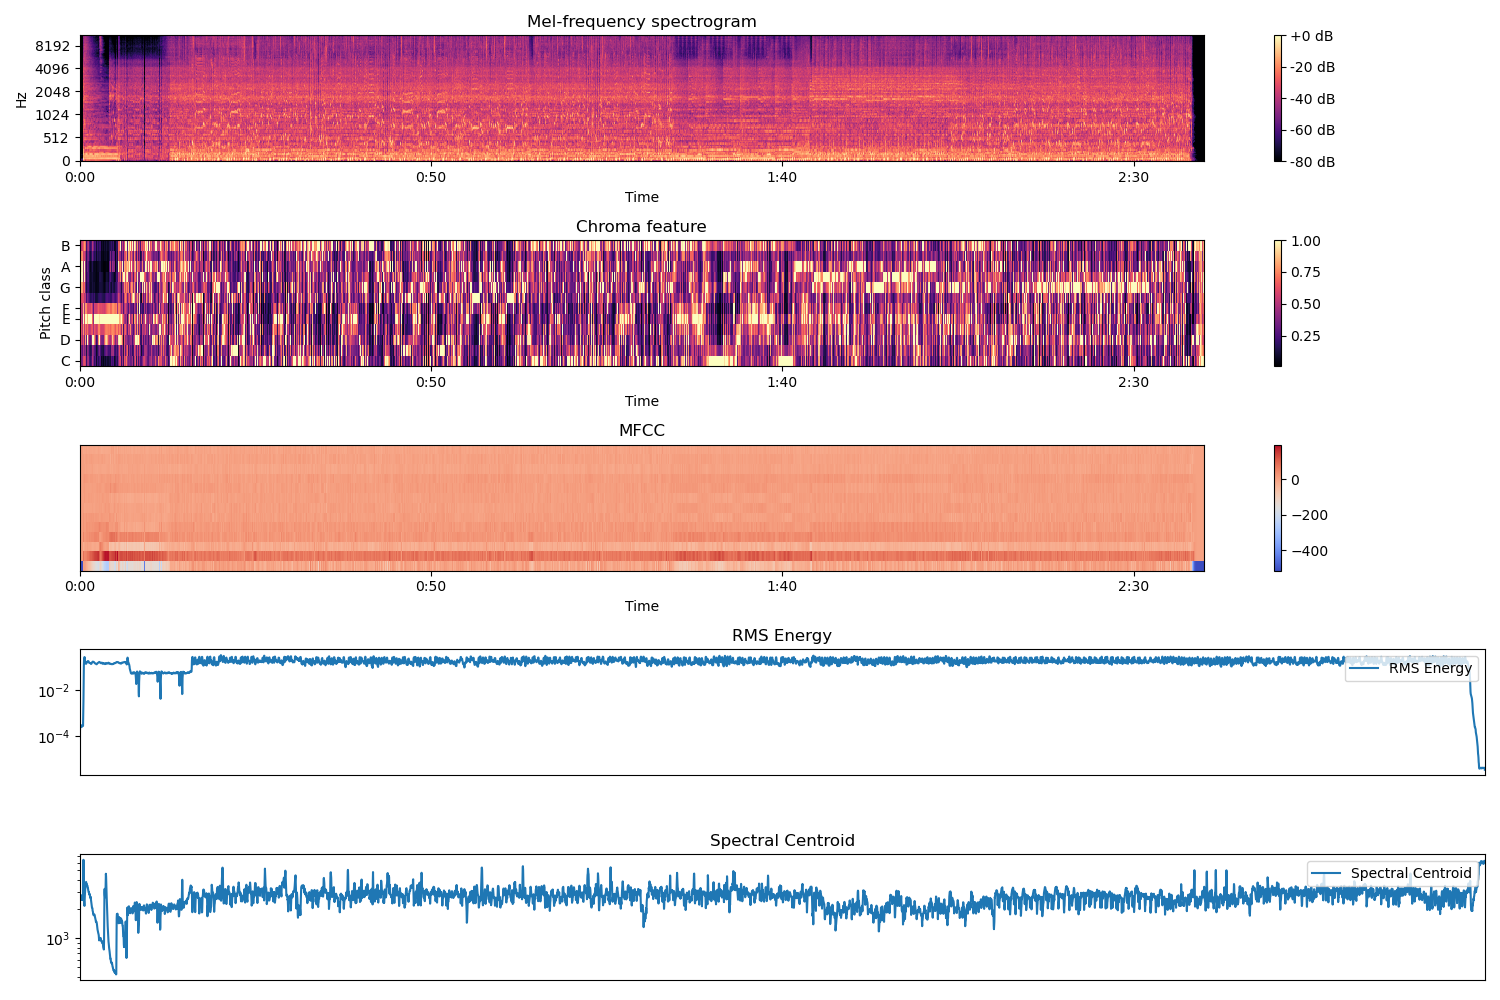 Mel-frequency spectrogram
Hz
8192
4096
2048
1024
512
0
0:00
0:50
1:40
2:30
Time
+0 dB
-20 dB
-40 dB
-60 dB
-80 dB
Chroma feature
Pitch class
B
A
G
E
D
C
0:00
0:50
1:40
2:30
Time
1.00
0.75
0.50
0.25
MFCC
0:00
0:50
1:40
2:30
Time
0
−200
−400
RMS Energy
10⁻²
10⁻⁴
RMS Energy
Spectral Centroid
10³
Spectral Centroid